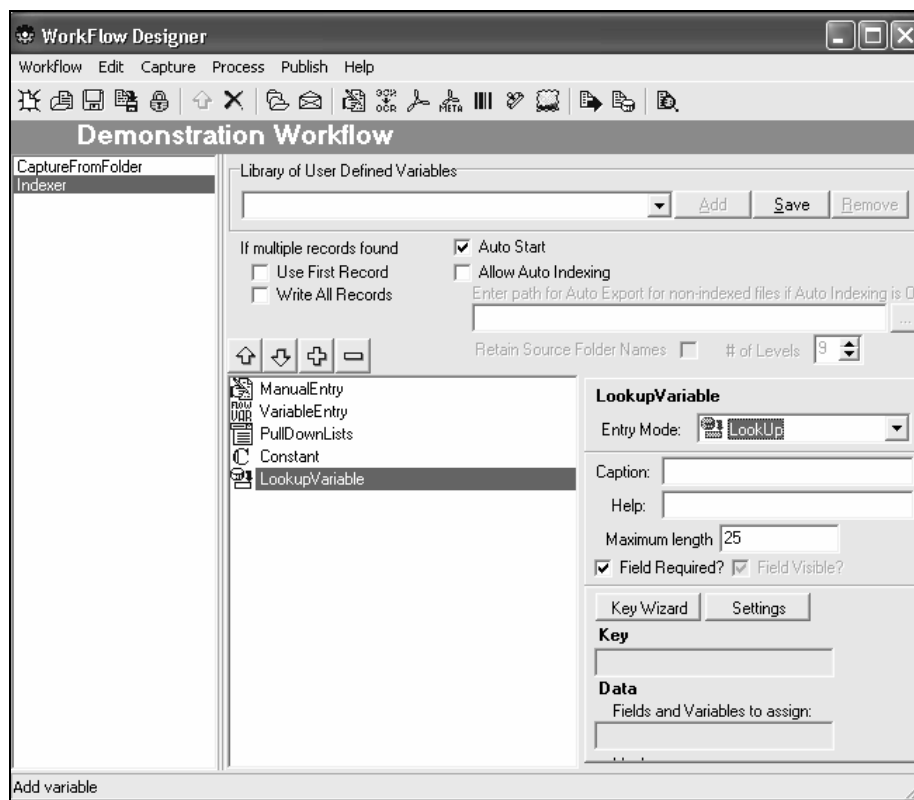 WorkFlow Designer
Workflow Edit Capture Process Publish Help
OCR
META
Demonstration Workflow
CaptureFromFolder
Indexer
Library of User Defined Variables
Add Save Remove
If multiple records found
Auto Start
Use First Record
Allow Auto Indexing
Write All Records
Enter path for Auto Export for non-indexed files if Auto Indexing is O
...
Retain Source Folder Names # of Levels 9
ManualEntry
VAR VariableEntry
PullDownLists
Constant
LookupVariable
LookupVariable
Entry Mode: LookUp
Caption:
Help:
Maximum length 25
Field Required? Field Visible?
Key Wizard Settings
Key
Data
Fields and Variables to assign:
Add variable